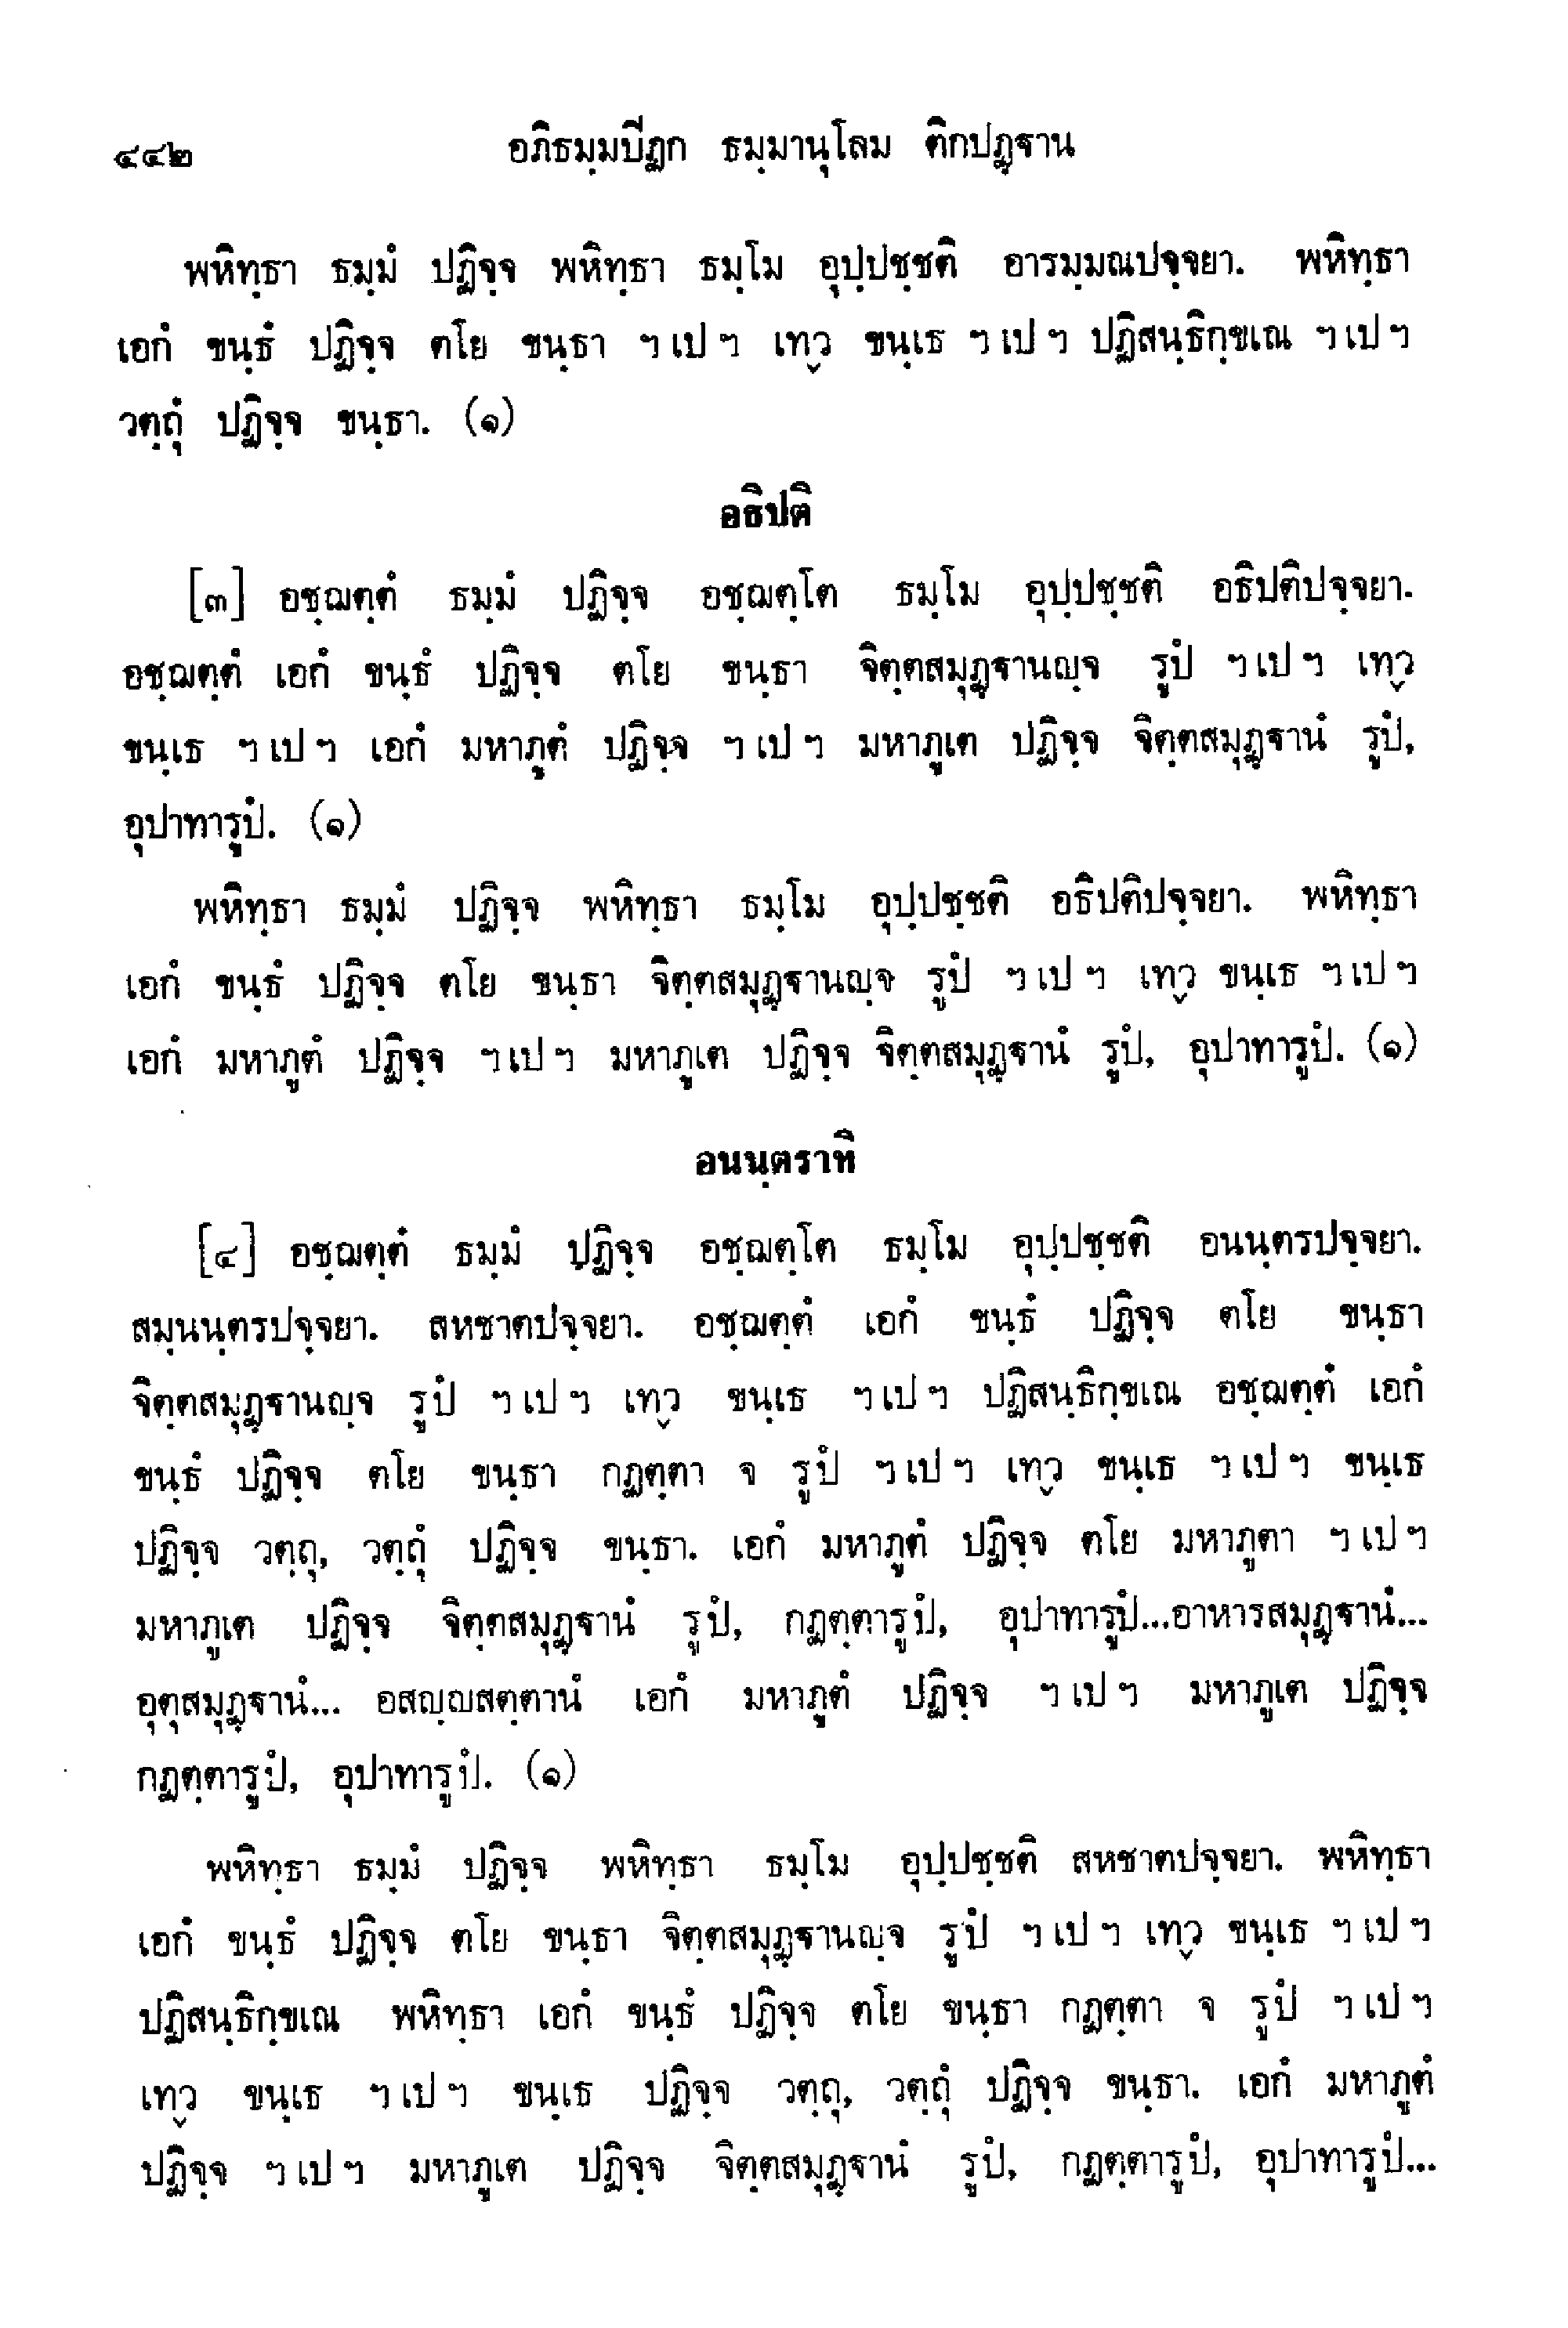 ๔๔๒ อภิธมฺมปีฏก ธมฺมานุโลม ติกปฏฺฐาน
พหิทฺธา ธมฺมํ ปฏิจฺจ พหิทฺธา ธมฺโม อุปฺปชฺชติ อารมฺมณปจฺจยา. พหิทฺธา
เอกํ ขนฺธํ ปฏิจฺจ ตโย ขนฺธา ฯ เป ฯ เทฺว ขนฺเธ ฯ เป ฯ ปฏิสนฺธิกฺขเณ ฯ เป ฯ
วตฺถุํ ปฏิจฺจ ขนฺธา. (๑)
อธิปติ
[๓] อชฺฌตฺตํ ธมฺมํ ปฏิจฺจ อชฺฌตฺโต ธมฺโม อุปฺปชฺชติ อธิปติปจฺจยา.
อชฺฌตฺตํ เอกํ ขนฺธํ ปฏิจฺจ ตโย ขนฺธา จิตฺตสมุฏฺฐานญฺจ รูปํ ฯ เป ฯ เทฺว
ขนฺเธ ฯ เป ฯ เอกํ มหาภูตํ ปฏิจฺจ ฯ เป ฯ มหาภูเต ปฏิจฺจ จิตฺตสมุฏฺฐานํ รูปํ,
อุปาทารูปํ. (๑)
พหิทฺธา ธมฺมํ ปฏิจฺจ พหิทฺธา ธมฺโม อุปฺปชฺชติ อธิปติปจฺจยา. พหิทฺธา
เอกํ ขนฺธํ ปฏิจฺจ ตโย ขนฺธา จิตฺตสมุฏฺฐานญฺจ รูปํ ฯ เป ฯ เทฺว ขนฺเธ ฯ เป ฯ
เอกํ มหาภูตํ ปฏิจฺจ ฯ เป ฯ มหาภูเต ปฏิจฺจ จิตฺตสมุฏฺฐานํ รูปํ, อุปาทารูปํ. (๑)
อนนฺตราทิ
[๔] อชฺฌตฺตํ ธมฺมํ ปฏิจฺจ อชฺฌตฺโต ธมฺโม อุปฺปชฺชติ อนนฺตรปจฺจยา.
สมฺนนฺตรปจฺจยา. สหชาตปจฺจยา. อชฺฌตฺตํ เอกํ ขนฺธํ ปฏิจฺจ ตโย ขนฺธา
จิตฺตสมุฏฺฐานญฺจ รูปํ ฯ เป ฯ เทฺว ขนฺเธ ฯ เป ฯ ปฏิสนฺธิกฺขเณ อชฺฌตฺตํ เอกํ
ขนฺธํ ปฏิจฺจ ตโย ขนฺธา กฏตฺตา จ รูปํ ฯ เป ฯ เทฺว ขนฺเธ ฯ เป ฯ ขนฺเธ
ปฏิจฺจ วตฺถุ, วตฺถุํ ปฏิจฺจ ขนฺธา. เอกํ มหาภูตํ ปฏิจฺจ ตโย มหาภูตา ฯ เป ฯ
มหาภูเต ปฏิจฺจ จิตฺตสมุฏฺฐานํ รูปํ, กฏตฺตารูปํ, อุปาทารูปํ...อาหารสมุฏฺฐานํ...
อุตุสมุฏฺฐานํ... อสญฺญสตฺตานํ เอกํ มหาภูตํ ปฏิจฺจ ฯ เป ฯ มหาภูเต ปฏิจฺจ
กฏตฺตารูปํ, อุปาทารูปํ. (๑)
พหิทฺธา ธมฺมํ ปฏิจฺจ พหิทฺธา ธมฺโม อุปฺปชฺชติ สหชาตปจฺจยา. พหิทฺธา
เอกํ ขนฺธํ ปฏิจฺจ ตโย ขนฺธา จิตฺตสมุฏฺฐานญฺจ รูปํ ฯ เป ฯ เทฺว ขนฺเธ ฯ เป ฯ
ปฏิสนฺธิกฺขเณ พหิทฺธา เอกํ ขนฺธํ ปฏิจฺจ ตโย ขนฺธา กฏตฺตา จ รูปํ ฯ เป ฯ
เทฺว ขนฺเธ ฯ เป ฯ ขนฺเธ ปฏิจฺจ วตฺถุ, วตฺถุํ ปฏิจฺจ ขนฺธา. เอกํ มหาภูตํ
ปฏิจฺจ ฯ เป ฯ มหาภูเต ปฏิจฺจ จิตฺตสมุฏฺฐานํ รูปํ, กฏตฺตารูปํ, อุปาทารูปํ...